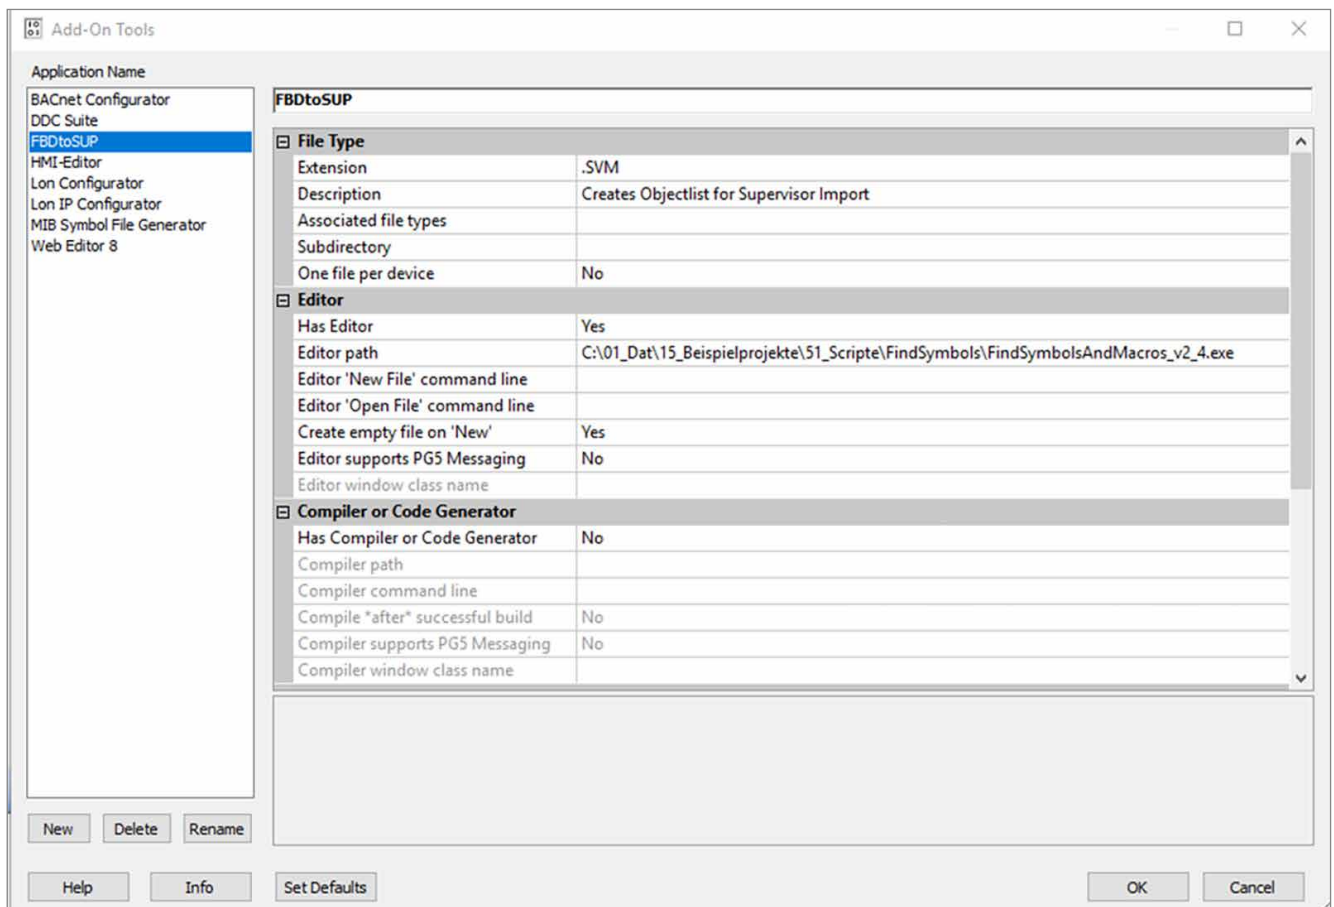 Add-On Tools
Application Name
BACnet Configurator
DDC Suite
FBDtoSUP
HMI-Editor
Lon Configurator
Lon IP Configurator
MIB Symbol File Generator
Web Editor 8
New Delete Rename
FBDtoSUP
File Type
Extension .SVM
Description Creates Objectlist for Supervisor Import
Associated file types
Subdirectory
One file per device No
Editor
Has Editor Yes
Editor path C:\01_Dat\15_Beispielprojekte\51_Scripte\FindSymbols\FindSymbolsAndMacros_v2_4.exe
Editor 'New File' command line
Editor 'Open File' command line
Create empty file on 'New' Yes
Editor supports PG5 Messaging No
Editor window class name
Compiler or Code Generator
Has Compiler or Code Generator No
Compiler path
Compiler command line
Compile *after* successful build No
Compiler supports PG5 Messaging No
Compiler window class name
Help Info Set Defaults OK Cancel